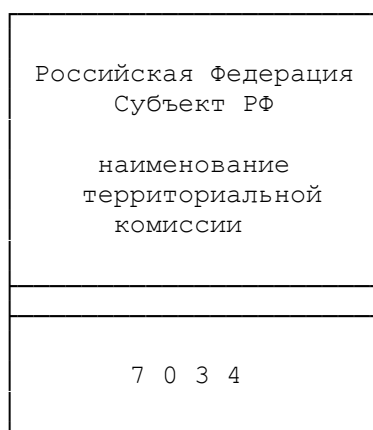 Российская Федерация
Субъект РФ
наименование
территориальной
комиссии
7 0 3 4